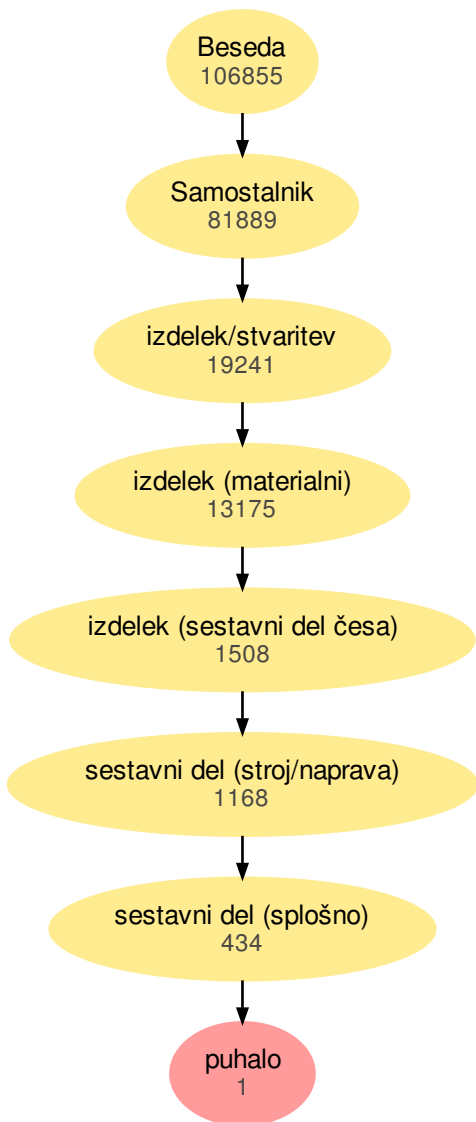 Beseda
106855
Samostalnik
81889
izdelek/stvaritev
19241
izdelek (materialni)
13175
izdelek (sestavni del česa)
1508
sestavni del (stroj/naprava)
1168
sestavni del (splošno)
434
puhalo
1